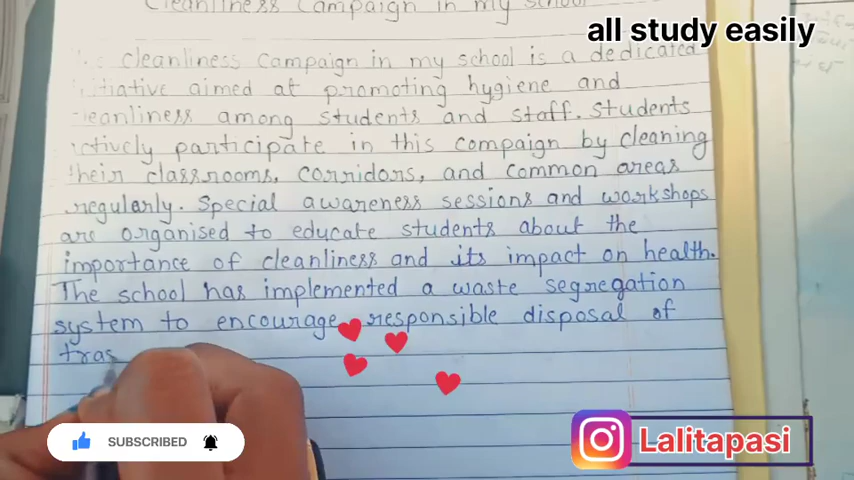 Cleanliness Campaign in my school
all study easily
cleanliness campaign in my school is a dedicated
initiative aimed at promoting hygiene and
cleanliness among students and staff. Students
actively participate in this compaign by cleaning
their classrooms, corridors, and common areas
regularly. Special awareness sessions and workshops
are organised to educate students about the
importance of cleanliness and its impact on health.
The school has implemented a waste segregation
system to encourage responsible disposal of
tras
SUBSCRIBED
Lalitapasi